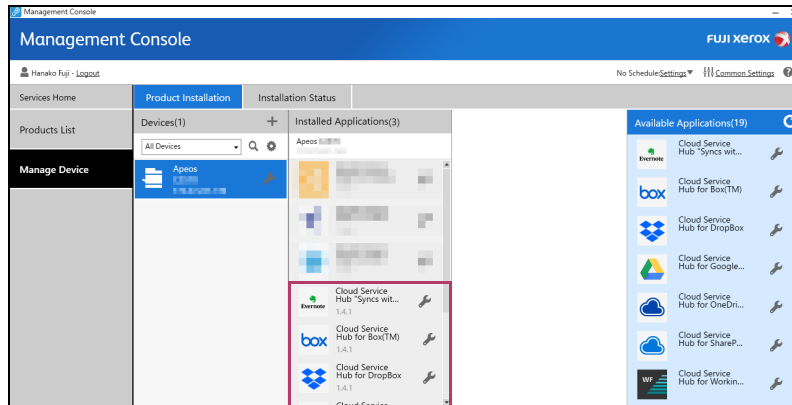 Management Console
Management Console
FUJI XEROX
Hanako Fuji - Logout
No Schedule:Settings▼
Common Settings
Services Home
Products List
Manage Device
Product Installation
Installation Status
Devices(1)
All Devices
Apeos
Installed Applications(3)
Apeos
Evernote
Cloud Service
Hub "Syncs wit...
1.4.1
box
Cloud Service
Hub for Box(TM)
1.4.1
Cloud Service
Hub for DropBox
1.4.1
Cloud Service
Available Applications(19)
Evernote
Cloud Service
Hub "Syncs wit...
box
Cloud Service
Hub for Box(TM)
Cloud Service
Hub for DropBox
Cloud Service
Hub for Google...
Cloud Service
Hub for OneDri...
Cloud Service
Hub for ShareP...
WF
Cloud Service
Hub for Workin...